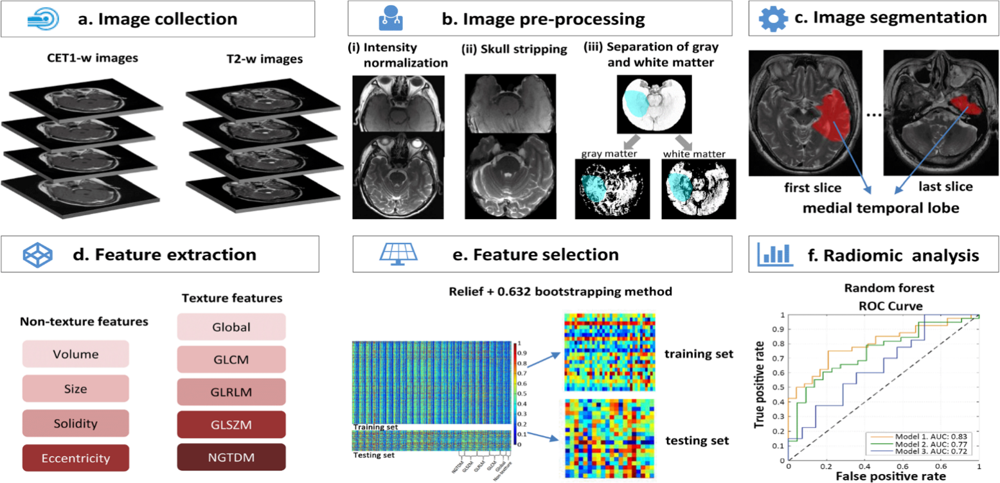 a. Image collection
CET1-w images
T2-w images
b. Image pre-processing
(i) Intensity
normalization
(ii) Skull stripping
(iii) Separation of gray
and white matter
gray matter
white matter
c. Image segmentation
...
first slice
last slice
medial temporal lobe
d. Feature extraction
Non-texture features
Volume
Size
Solidity
Eccentricity
Texture features
Global
GLCM
GLRLM
GLSZM
NGTDM
e. Feature selection
Relief + 0.632 bootstrapping method
Training set
Testing set
NGTDM
GLSZM
GLRLM
GLCM
Global
Non-texture
1
0.9
0.8
0.7
0.6
0.5
0.4
0.3
0.2
0.1
0
training set
testing set
f. Radiomic analysis
Random forest
ROC Curve
True positive rate
1
0.9
0.8
0.7
0.6
0.5
0.4
0.3
0.2
0.1
0
Model 1. AUC: 0.83
Model 2. AUC: 0.77
Model 3. AUC: 0.72
0 0.2 0.4 0.6 0.8 1
False positive rate